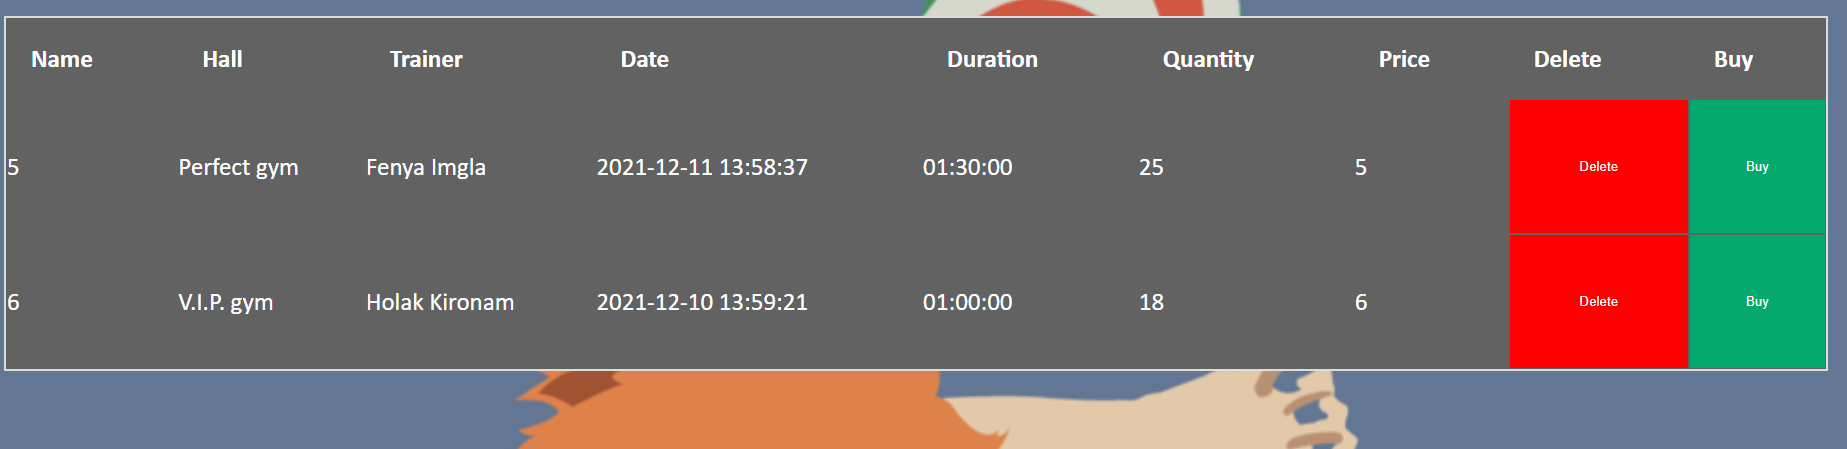 Name Hall Trainer Date Duration Quantity Price Delete Buy
5 Perfect gym Fenya Imgla 2021-12-11 13:58:37 01:30:00 25 5 Delete Buy
6 V.I.P. gym Holak Kironam 2021-12-10 13:59:21 01:00:00 18 6 Delete Buy